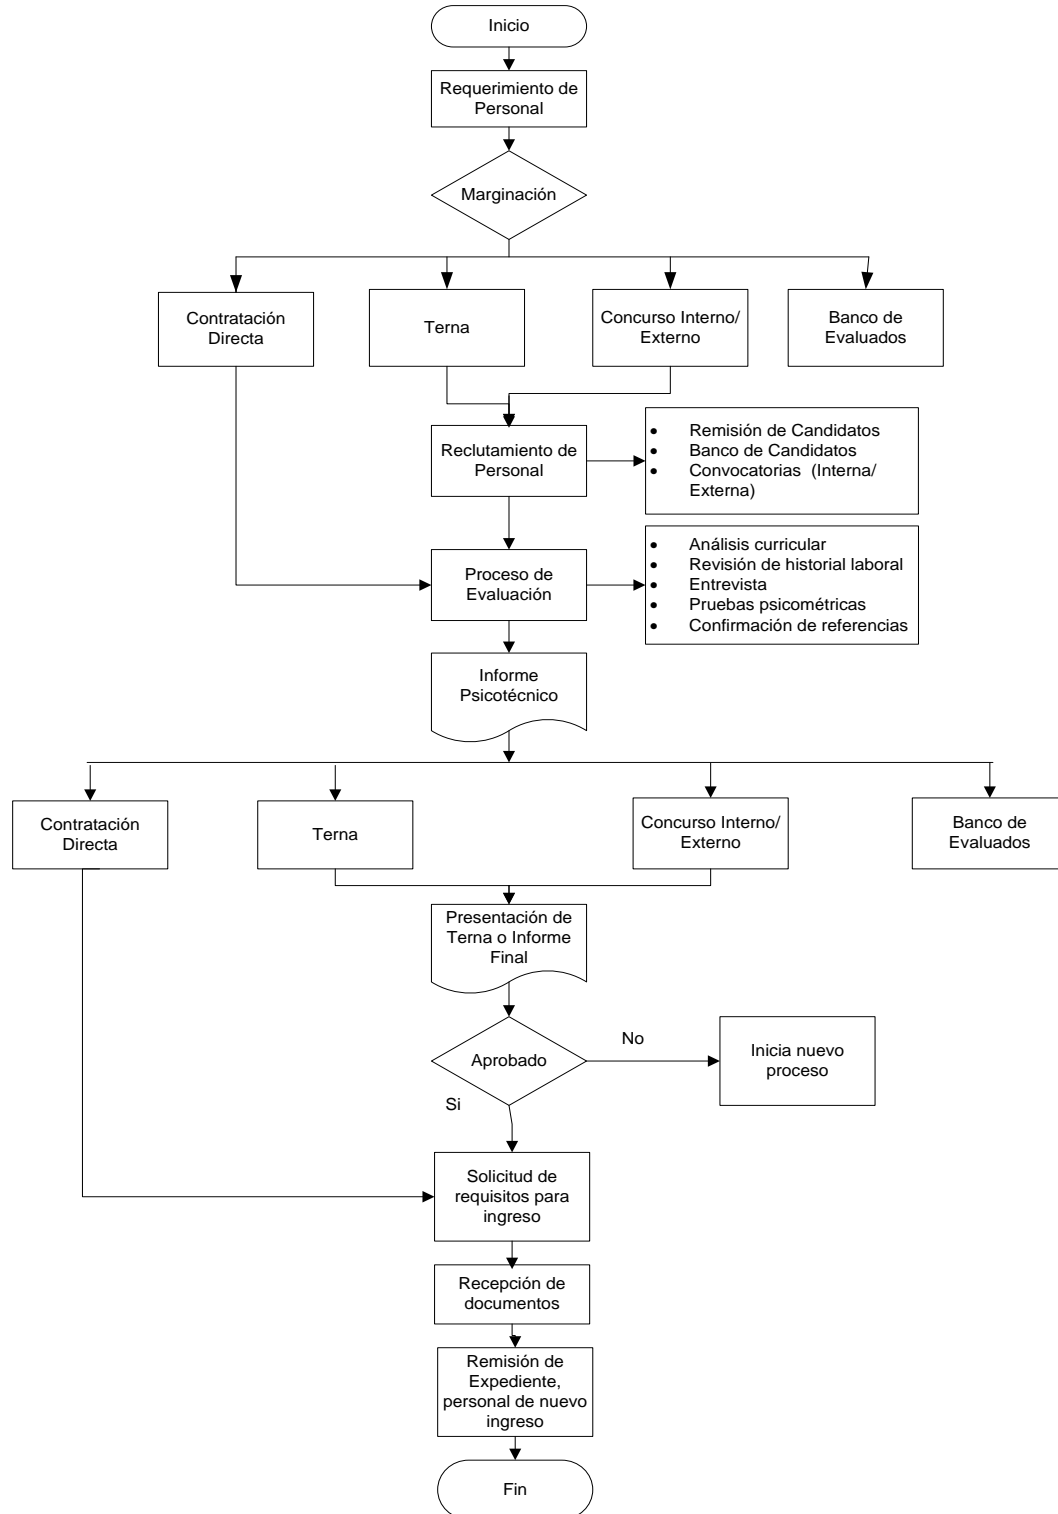 Inicio
Requerimiento de
Personal
Marginación
Contratación
Directa
Terna
Concurso Interno/
Externo
Banco de
Evaluados
Reclutamiento de
Personal
• Remisión de Candidatos
• Banco de Candidatos
• Convocatorias (Interna/
Externa)
Proceso de
Evaluación
• Análisis curricular
• Revisión de historial laboral
• Entrevista
• Pruebas psicométricas
• Confirmación de referencias
Informe
Psicotécnico
Contratación
Directa
Terna
Concurso Interno/
Externo
Banco de
Evaluados
Presentación de
Terna o Informe
Final
Aprobado
No
Inicia nuevo
proceso
Si
Solicitud de
requisitos para
ingreso
Recepción de
documentos
Remisión de
Expediente,
personal de nuevo
ingreso
Fin